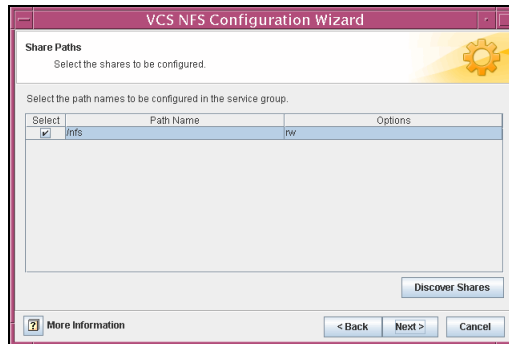 VCS NFS Configuration Wizard
Share Paths
Select the shares to be configured.
Select the path names to be configured in the service group.
Select Path Name Options
/nfs rw
Discover Shares
? More Information < Back Next > Cancel